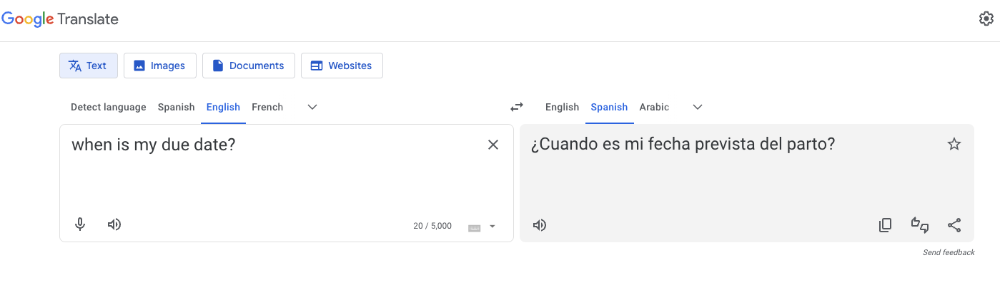 Google Translate
Text Images Documents Websites
Detect language Spanish English French English Spanish Arabic
when is my due date?
¿Cuando es mi fecha prevista del parto?
20 / 5,000
Send feedback